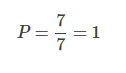 P = 7/7 = 1